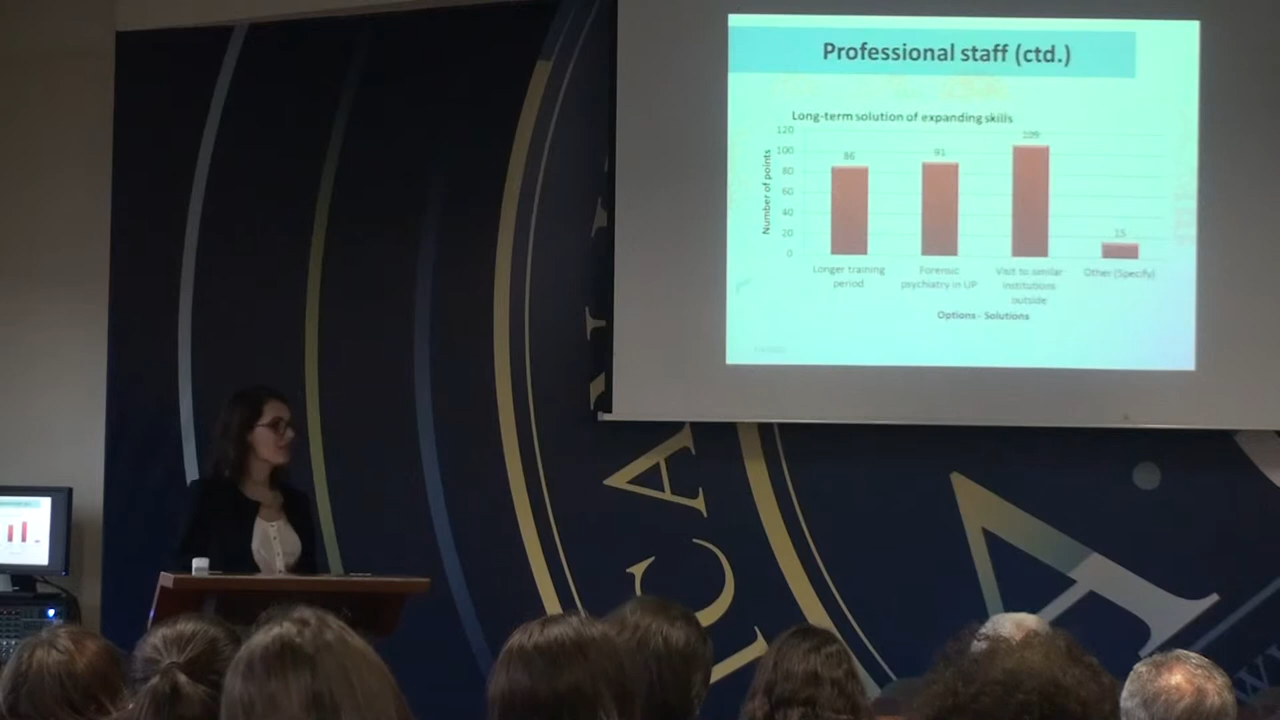 Professional staff (ctd.)
Long-term solution of expanding skills
Number of points
120
100
80
60
40
20
0
86
91
109
15
Longer training
period
Forensic
psychiatry in UP
Visit to similar
institutions
outside
Other (Specify)
Options - Solutions
CA
A